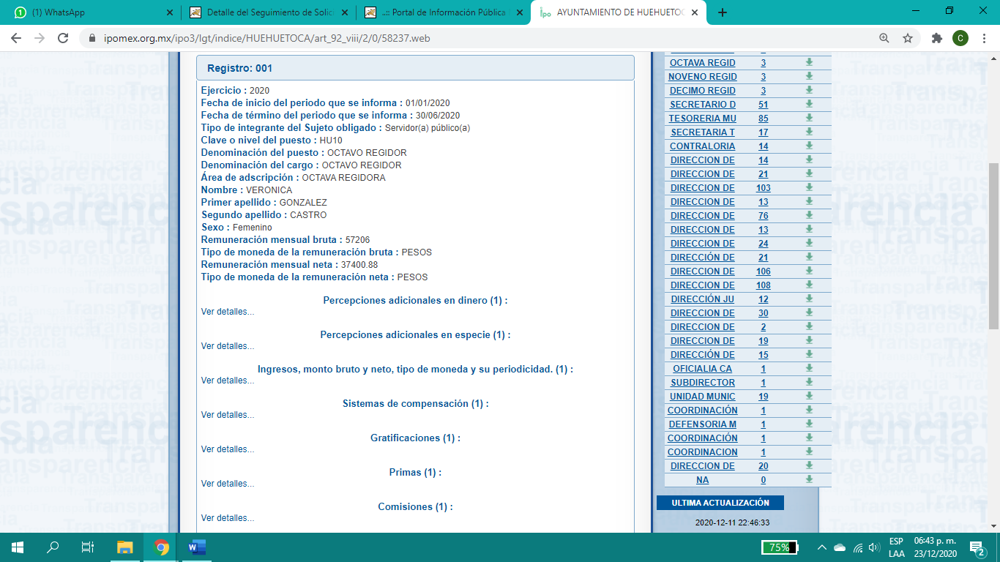 (1) WhatsApp
Detalle del Seguimiento de Solic
..:: Portal de Información Pública
AYUNTAMIENTO DE HUEHUETOC
ipomex.org.mx/ipo3/lgt/indice/HUEHUETOCA/art_92_viii/2/0/58237.web
C
Registro: 001
Ejercicio : 2020
Fecha de inicio del periodo que se informa : 01/01/2020
Fecha de término del periodo que se informa : 30/06/2020
Tipo de integrante del Sujeto obligado : Servidor(a) público(a)
Clave o nivel del puesto : HU10
Denominación del puesto : OCTAVO REGIDOR
Denominación del cargo : OCTAVO REGIDOR
Área de adscripción : OCTAVA REGIDORA
Nombre : VERONICA
Primer apellido : GONZALEZ
Segundo apellido : CASTRO
Sexo : Femenino
Remuneración mensual bruta : 57206
Tipo de moneda de la remuneración bruta : PESOS
Remuneración mensual neta : 37400.88
Tipo de moneda de la remuneración neta : PESOS
Percepciones adicionales en dinero (1) :
Ver detalles...
Percepciones adicionales en especie (1) :
Ver detalles...
Ingresos, monto bruto y neto, tipo de moneda y su periodicidad. (1) :
Ver detalles...
Sistemas de compensación (1) :
Ver detalles...
Gratificaciones (1) :
Ver detalles...
Primas (1) :
Ver detalles...
Comisiones (1) :
Ver detalles...
OCTAVA REGID 3
NOVENO REGID 3
DECIMO REGID 3
SECRETARIO D 51
TESORERIA MU 85
SECRETARIA T 17
CONTRALORIA 14
DIRECCION DE 14
DIRECCION DE 21
DIRECCION DE 103
DIRECCION DE 13
DIRECCION DE 76
DIRECCION DE 13
DIRECCION DE 24
DIRECCIÓN DE 21
DIRECCION DE 106
DIRECCION DE 108
DIRECCIÓN JU 12
DIRECCION DE 30
DIRECCION DE 2
DIRECCION DE 19
DIRECCIÓN DE 15
OFICIALIA CA 1
SUBDIRECTOR 1
UNIDAD MUNIC 19
COORDINACIÓN 1
DEFENSORIA M 1
COORDINACIÓN 1
COORDINACION 1
DIRECCION DE 20
NA 0
ULTIMA ACTUALIZACIÓN
2020-12-11 22:46:33
75%
ESP
LAA
06:43 p. m.
23/12/2020
2